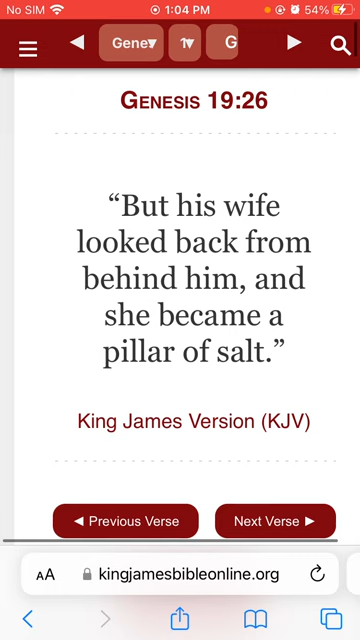 No SIM 1:04 PM 54%
Gene 1 G
GENESIS 19:26
“But his wife
looked back from
behind him, and
she became a
pillar of salt.”
King James Version (KJV)
◄ Previous Verse Next Verse ►
AA kingjamesbibleonline.org